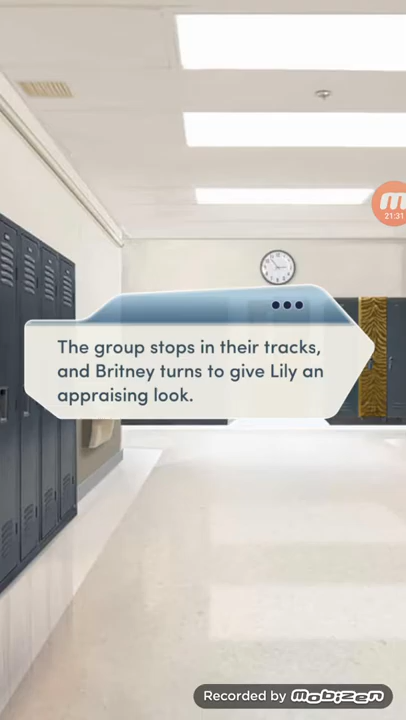 21:31
The group stops in their tracks,
and Britney turns to give Lily an
appraising look.
Recorded by mobizen